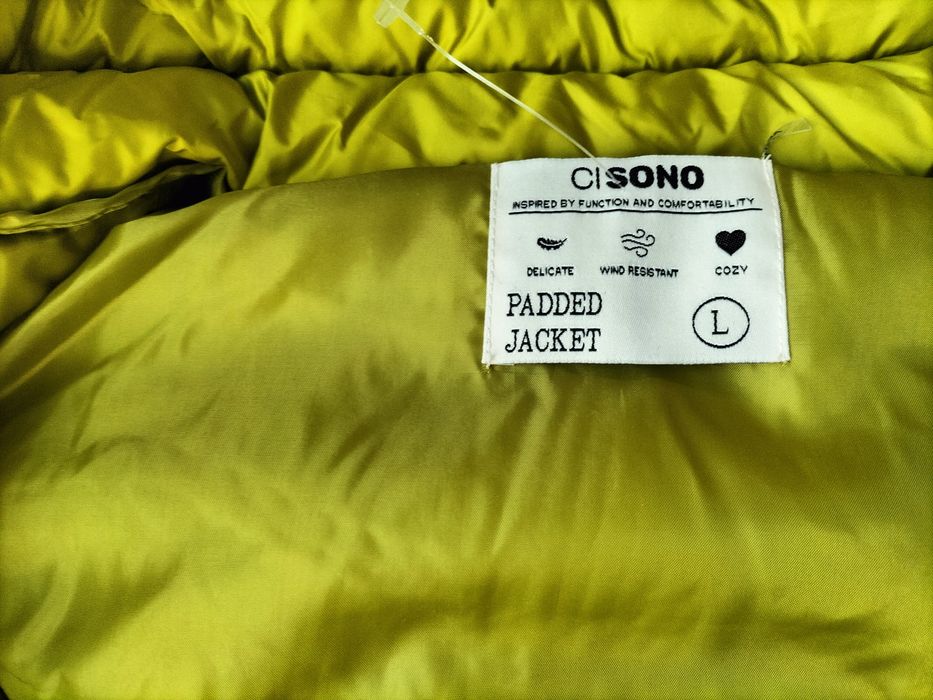 CISONO
INSPIRED BY FUNCTION AND COMFORTABILITY
DELICATE WIND RESISTANT COZY
PADDED
JACKET
L